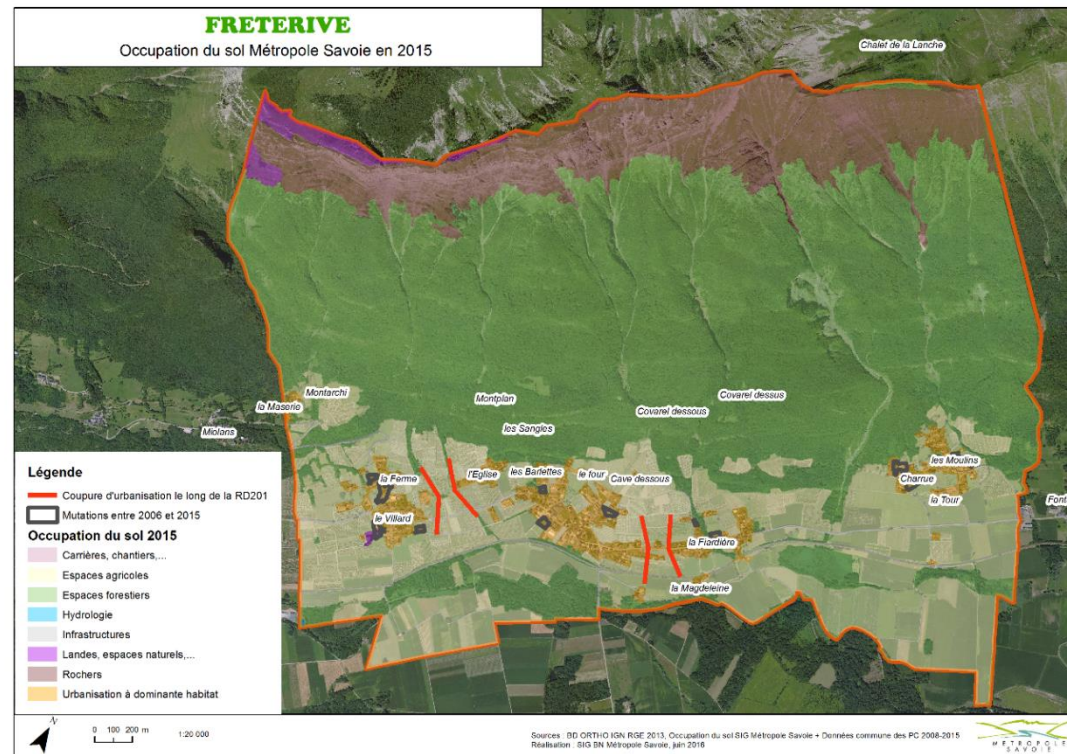 FRETERIVE
Occupation du sol Métropole Savoie en 2015
Chalet de la Lanche
Montarchi
la Maserie
Miolans
Montplan
les Sangles
Covarel dessous
Covarel dessus
la Ferme
l'Eglise
les Barlettes
le four
Cave dessous
les Moulins
Charrue
la Tour
le Villard
la Fiardière
la Magdeleine
Légende
Coupure d'urbanisation le long de la RD201
Mutations entre 2006 et 2015
Occupation du sol 2015
Carrières, chantiers,...
Espaces agricoles
Espaces forestiers
Hydrologie
Infrastructures
Landes, espaces naturels,...
Rochers
Urbanisation à dominante habitat
N
0 100 200 m
1:20 000
Sources : BD ORTHO IGN RGE 2013, Occupation du sol SIG Métropole Savoie + Données commune des PC 2008-2015
Réalisation : SIG BN Métropole Savoie, juin 2016
METROPOLE
SAVOIE